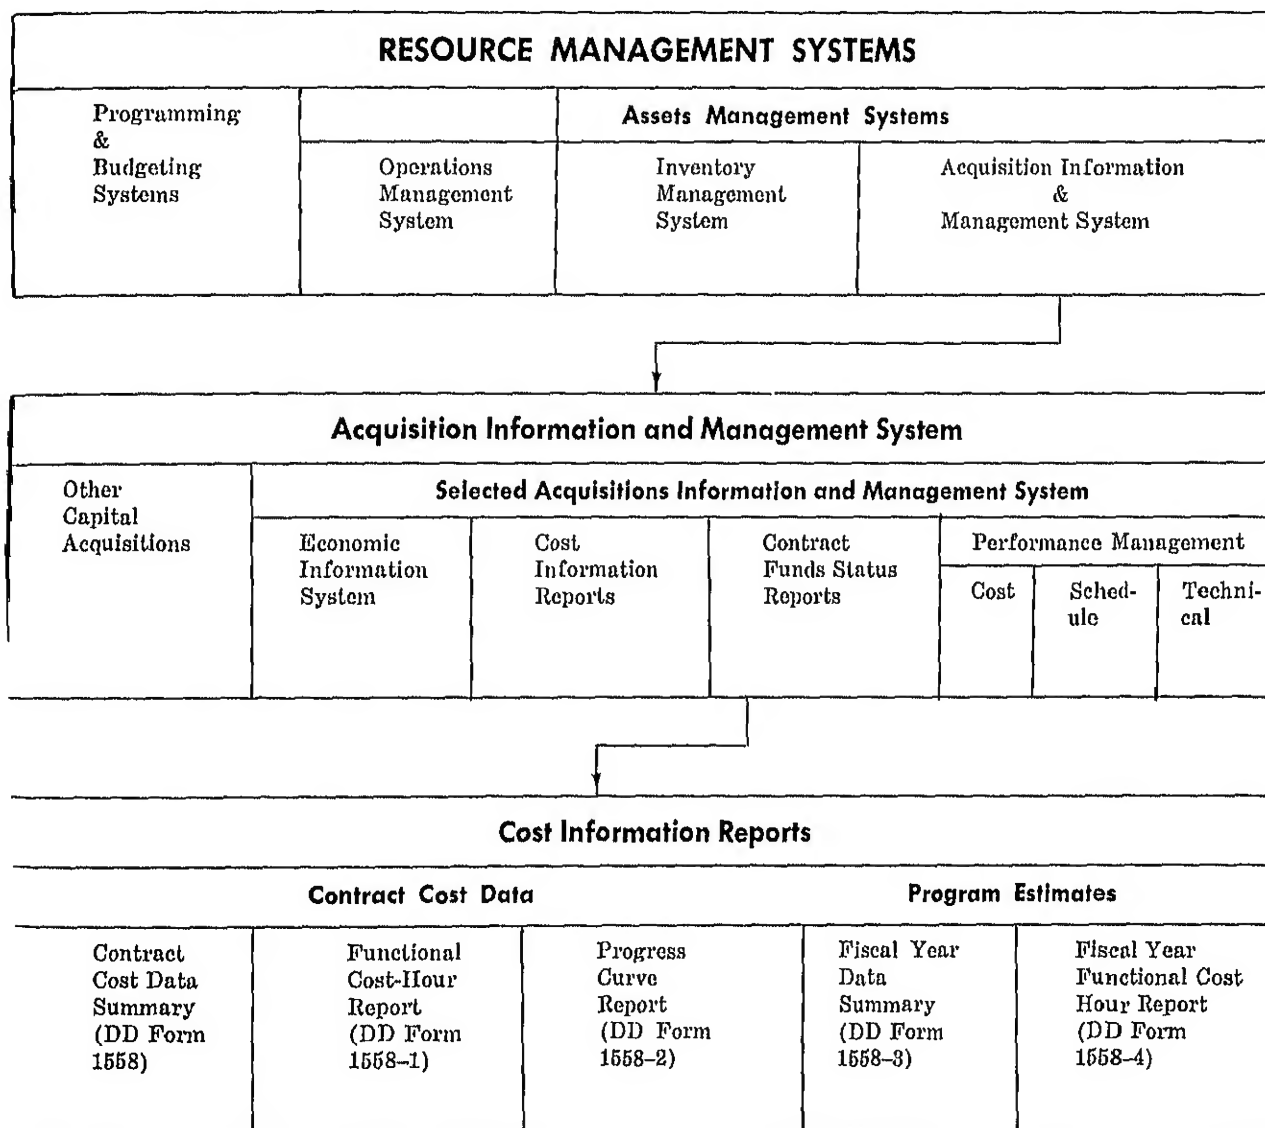 RESOURCE MANAGEMENT SYSTEMS
Programming
&
Budgeting
Systems
Assets Management Systems
Operations
Management
System
Inventory
Management
System
Acquisition Information
&
Management System
Acquisition Information and Management System
Other
Capital
Acquisitions
Selected Acquisitions Information and Management System
Economic
Information
System
Cost
Information
Reports
Contract
Funds Status
Reports
Performance Management
Cost
Sched-
ule
Techni-
cal
Cost Information Reports
Contract Cost Data
Program Estimates
Contract
Cost Data
Summary
(DD Form
1558)
Functional
Cost-Hour
Report
(DD Form
1558–1)
Progress
Curve
Report
(DD Form
1558–2)
Fiscal Year
Data
Summary
(DD Form
1558–3)
Fiscal Year
Functional Cost
Hour Report
(DD Form
1558–4)